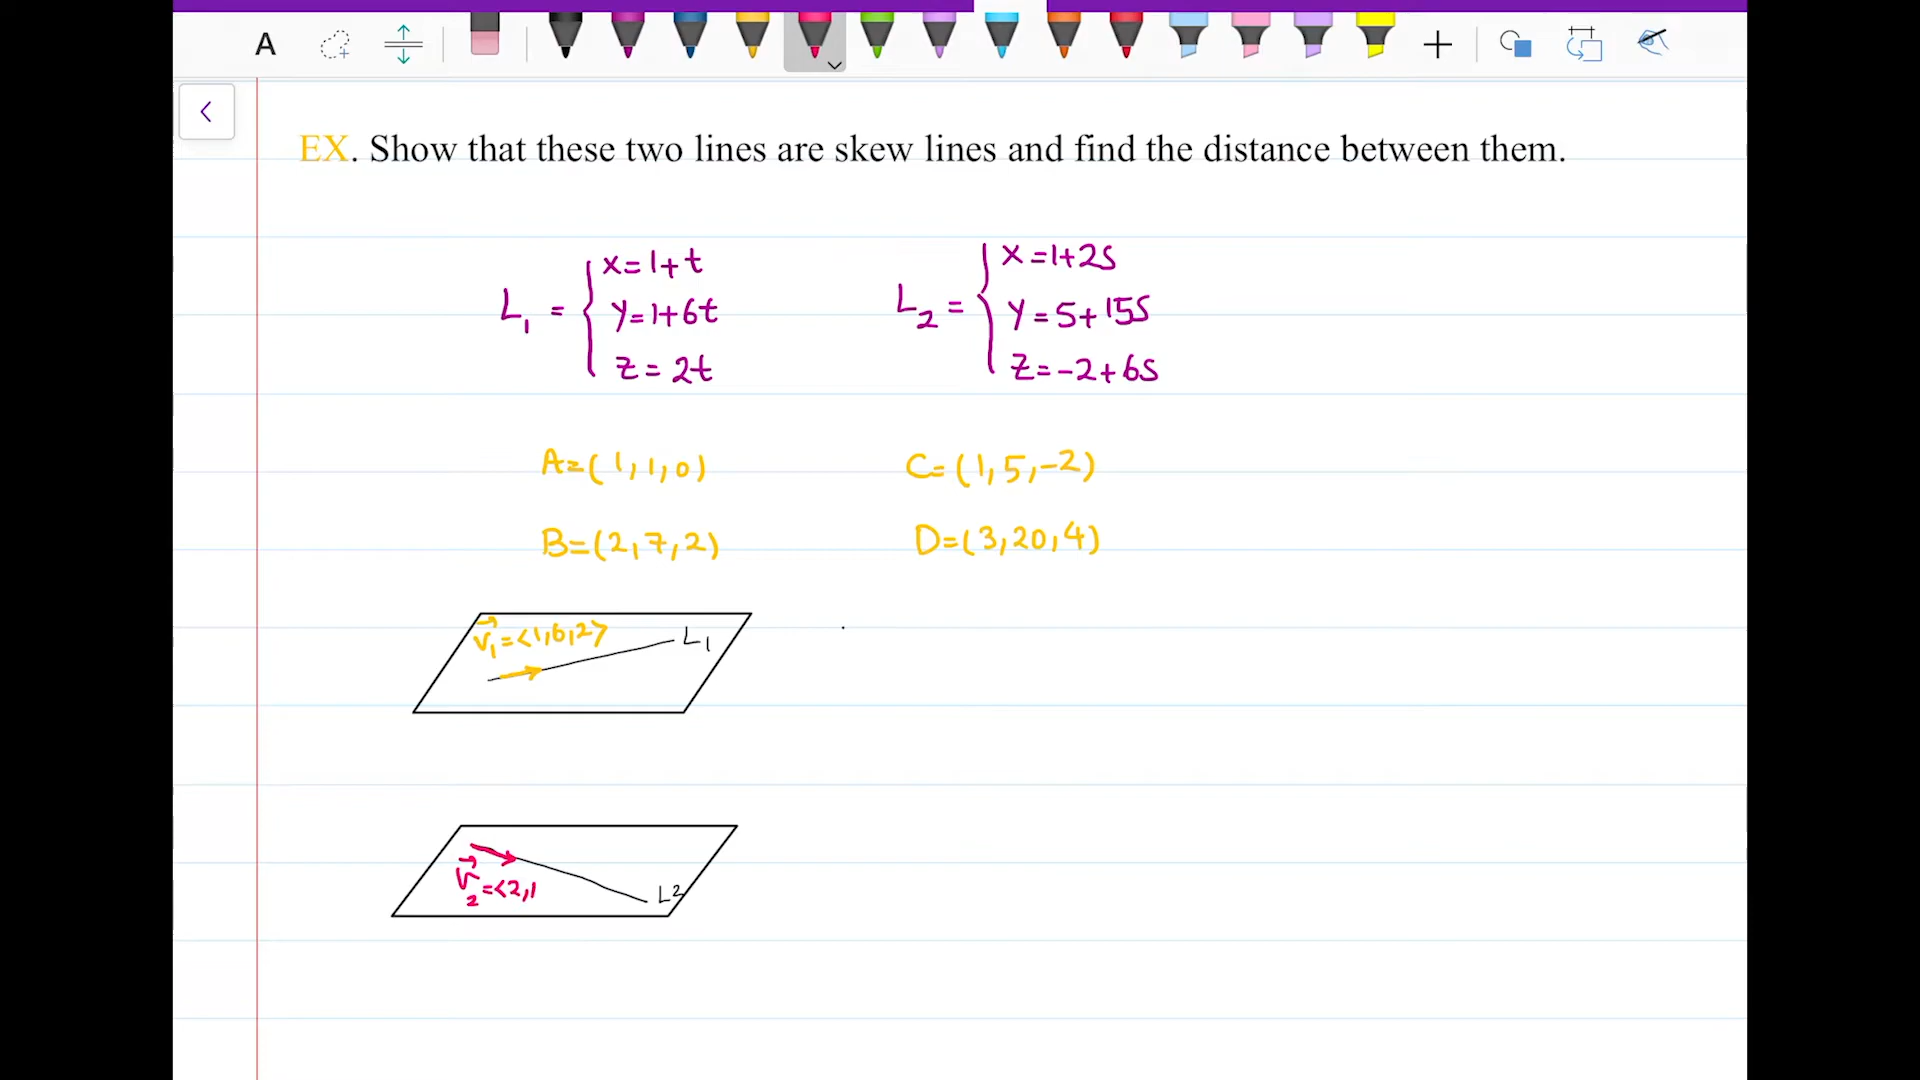 A
EX. Show that these two lines are skew lines and find the distance between them.
L1 = { x=1+t
y=1+6t
z=2t
L2 = { x=1+2s
y=5+15s
z=-2+6s
A=(1,1,0)
C=(1,5,-2)
B=(2,7,2)
D=(3,20,4)
v⃗1=<1,6,2>
L1
v⃗2=<2,1
L2